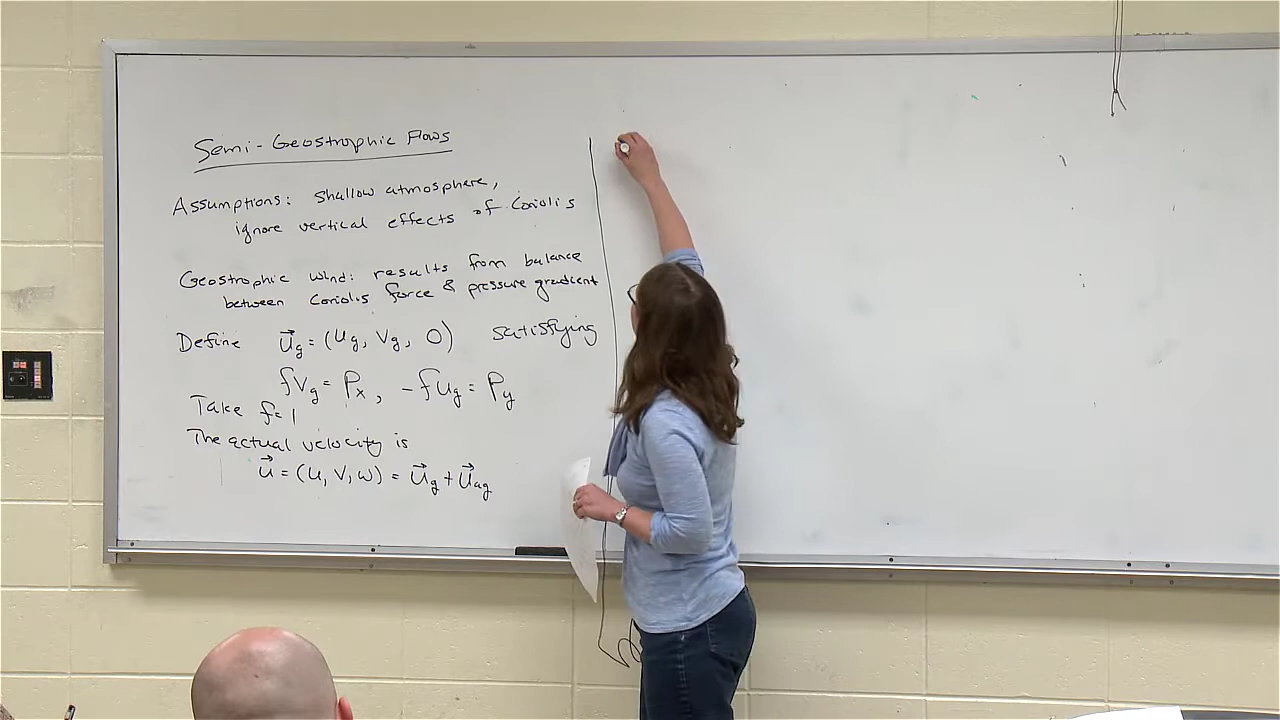 Semi-Geostrophic Flows
Assumptions: shallow atmosphere,
ignore vertical effects of Coriolis
Geostrophic wind: results from balance
between Coriolis force & pressure gradient
Define u⃗g = (ug, vg, 0) satisfying
fvg = Px, -fug = Py
Take f=1
The actual velocity is
u⃗ = (u, v, w) = u⃗g + u⃗ag